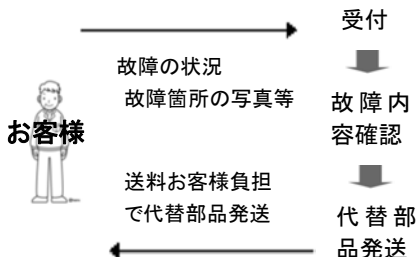 受付
故障の状況
故障箇所の写真等
お客様
故障内
容確認
送料お客様負担
で代替部品発送
代替部
品発送